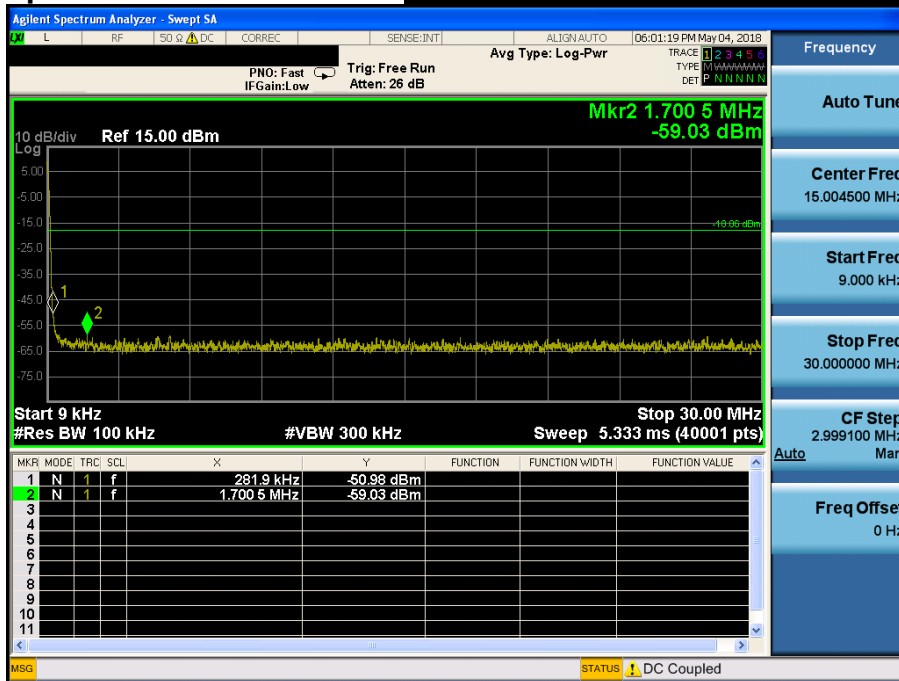 Agilent Spectrum Analyzer - Swept SA
LXI L RF 50 Ω DC CORREC SENSE:INT ALIGN AUTO 06:01:19 PM May 04, 2018
Avg Type: Log-Pwr
TRACE 1 2 3 4 5 6
TYPE M
DET P N N N N N
PNO: Fast
IFGain:Low
Trig: Free Run
Atten: 26 dB
Mkr2 1.700 5 MHz
-59.03 dBm
10 dB/div Ref 15.00 dBm
Log
5.00
-5.00
-15.0
-25.0
-35.0
-45.0
-55.0
-65.0
-75.0
1
2
Start 9 kHz
Stop 30.00 MHz
#Res BW 100 kHz #VBW 300 kHz Sweep 5.333 ms (40001 pts)
MKR MODE TRC SCL X Y FUNCTION FUNCTION WIDTH FUNCTION VALUE
1 N 1 f 281.9 kHz -50.98 dBm
2 N 1 f 1.700 5 MHz -59.03 dBm
3
4
5
6
7
8
9
10
11
MSG STATUS DC Coupled
Frequency
Auto Tune
Center Freq
15.004500 MHz
Start Freq
9.000 kHz
Stop Freq
30.000000 MHz
CF Step
2.999100 MHz
Auto Man
Freq Offset
0 Hz